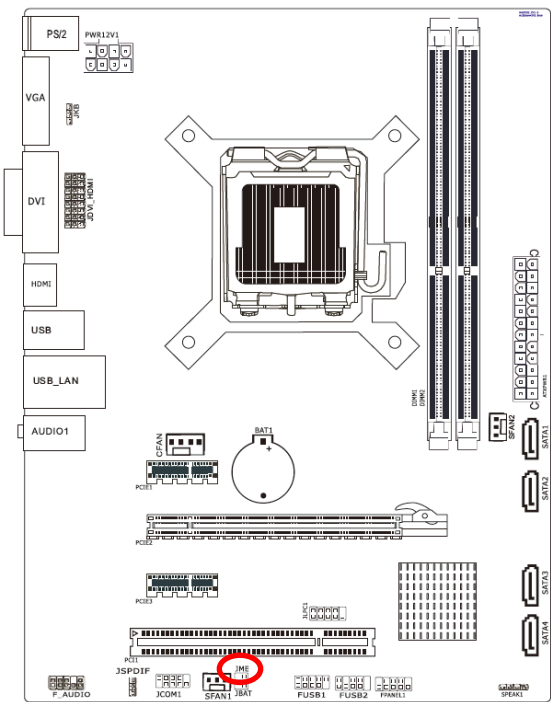 PS/2
PWR12V1
VGA
JKB
DVI
JDVI_HDMI
HDMI
USB
USB_LAN
AUDIO1
DIMM1
DIMM2
ATXPWR1
SFAN2
SATA1
SATA2
CFAN
BAT1
PCIE1
PCIE2
PCIE3
SATA3
JLPC1
SATA4
PCI1
JSPDIF
JME
F_AUDIO
JCOM1
SFAN1
JBAT
FUSB1
FUSB2
FPANEL1
SPEAK1